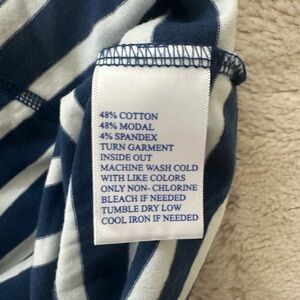 48% COTTON
48% MODAL
4% SPANDEX
TURN GARMENT
INSIDE OUT
MACHINE WASH COLD
WITH LIKE COLORS
ONLY NON- CHLORINE
BLEACH IF NEEDED
TUMBLE DRY LOW
COOL IRON IF NEEDED